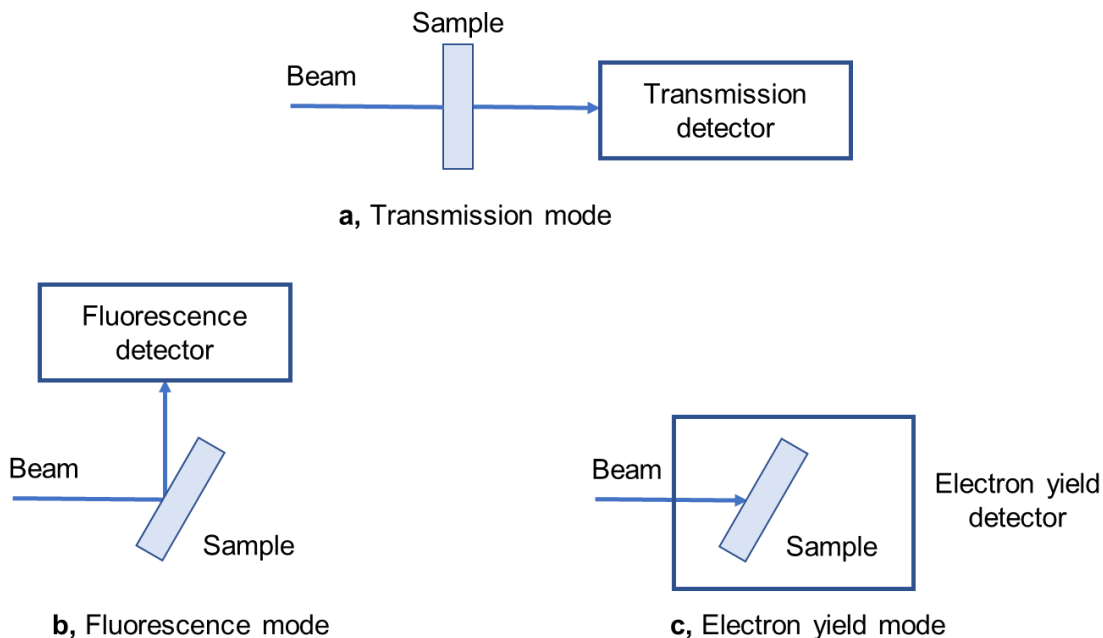 Sample
Beam
Transmission
detector
a, Transmission mode
Fluorescence
detector
Beam
Sample
b, Fluorescence mode
Beam
Sample
Electron yield
detector
c, Electron yield mode